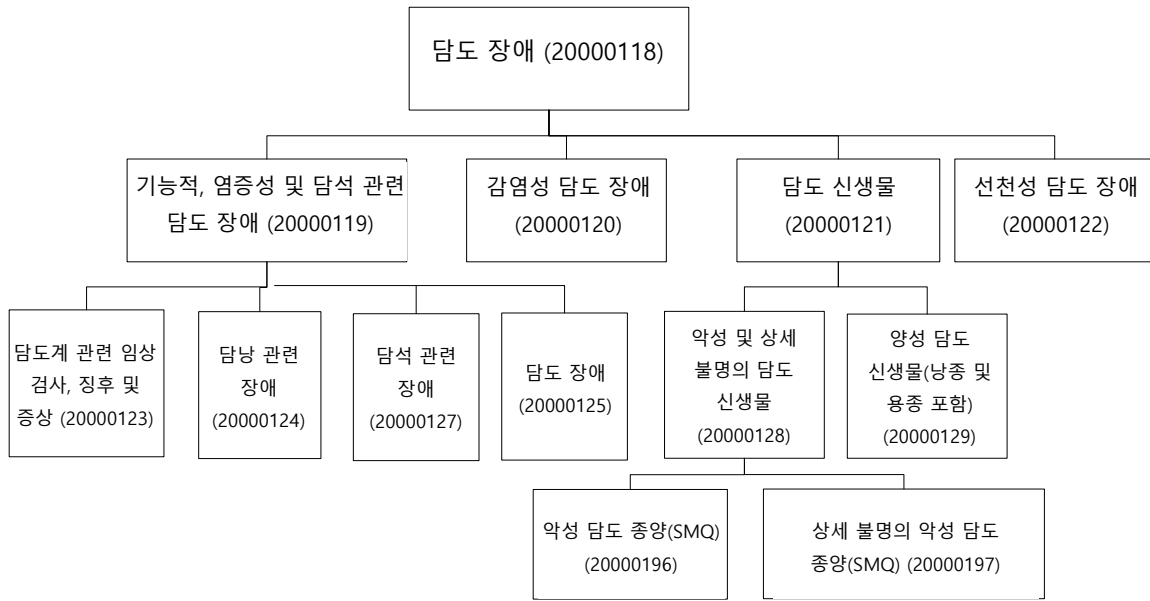 담도 장애 (20000118)
기능적, 염증성 및 담석 관련
담도 장애 (20000119)
감염성 담도 장애
(20000120)
담도 신생물
(20000121)
선천성 담도 장애
(20000122)
담도계 관련 임상
검사, 징후 및
증상 (20000123)
담낭 관련
장애
(20000124)
담석 관련
장애
(20000127)
담도 장애
(20000125)
악성 및 상세
불명의 담도
신생물
(20000128)
양성 담도
신생물(낭종 및
용종 포함)
(20000129)
악성 담도 종양(SMQ)
(20000196)
상세 불명의 악성 담도
종양(SMQ) (20000197)